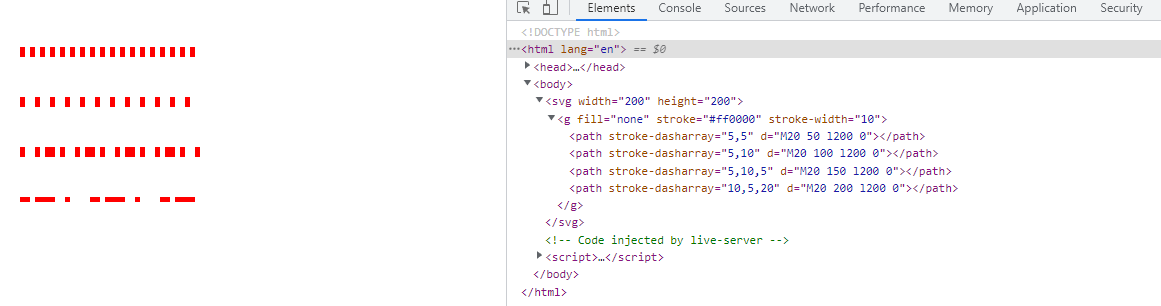 Elements Console Sources Network Performance Memory Application Security
<!DOCTYPE html>
<html lang="en"> == $0
<head>…</head>
<body>
<svg width="200" height="200">
<g fill="none" stroke="#ff0000" stroke-width="10">
<path stroke-dasharray="5,5" d="M20 50 l200 0"></path>
<path stroke-dasharray="5,10" d="M20 100 l200 0"></path>
<path stroke-dasharray="5,10,5" d="M20 150 l200 0"></path>
<path stroke-dasharray="10,5,20" d="M20 200 l200 0"></path>
</g>
</svg>
<!-- Code injected by live-server -->
<script>…</script>
</body>
</html>